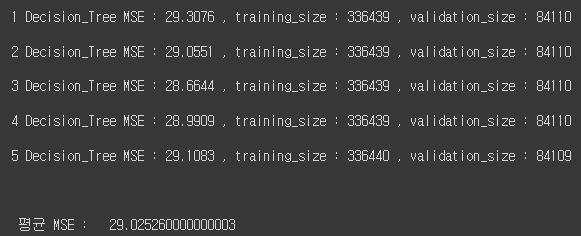 1 Decision_Tree MSE : 29.3076 , training_size : 336439 , validation_size : 84110
2 Decision_Tree MSE : 29.0551 , training_size : 336439 , validation_size : 84110
3 Decision_Tree MSE : 28.6644 , training_size : 336439 , validation_size : 84110
4 Decision_Tree MSE : 28.9909 , training_size : 336439 , validation_size : 84110
5 Decision_Tree MSE : 29.1083 , training_size : 336440 , validation_size : 84109
평균 MSE : 29.025260000000003